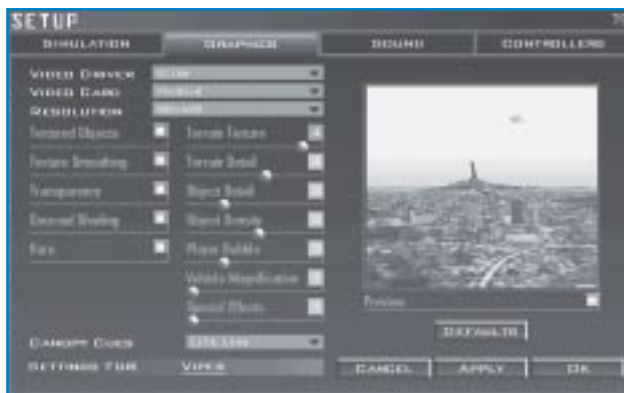 SETUP
SIMULATION GRAPHICS SOUND CONTROLLERS
VIDEO DRIVER
VIDEO CARD
RESOLUTION
Textured Objects Terrain Texture 4
Texture Smoothing Terrain Detail
Transparency Object Detail
Gouraud Shading Object Density
Haze Player Bubble
Vehicle Magnification
Special Effects
Preview
DEFAULTS
CANOPY CUES
SETTINGS FOR VIPER
CANCEL APPLY OK